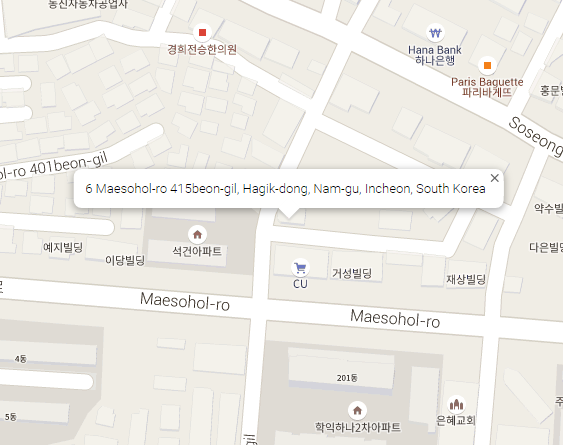 동진자동차공업사
경희전승한의원
Hana Bank
하나은행
Paris Baguette
파리바게뜨
홍문빌
Soseong
ol-ro 401beon-gil
6 Maesohol-ro 415beon-gil, Hagik-dong, Nam-gu, Incheon, South Korea
약수빌
예지빌딩
이당빌딩
석건아파트
다은빌딩
CU
거성빌딩
재상빌딩
Maesohol-ro
Maesohol-ro
4동
201동
5동
학익하나2차아파트
은혜교회